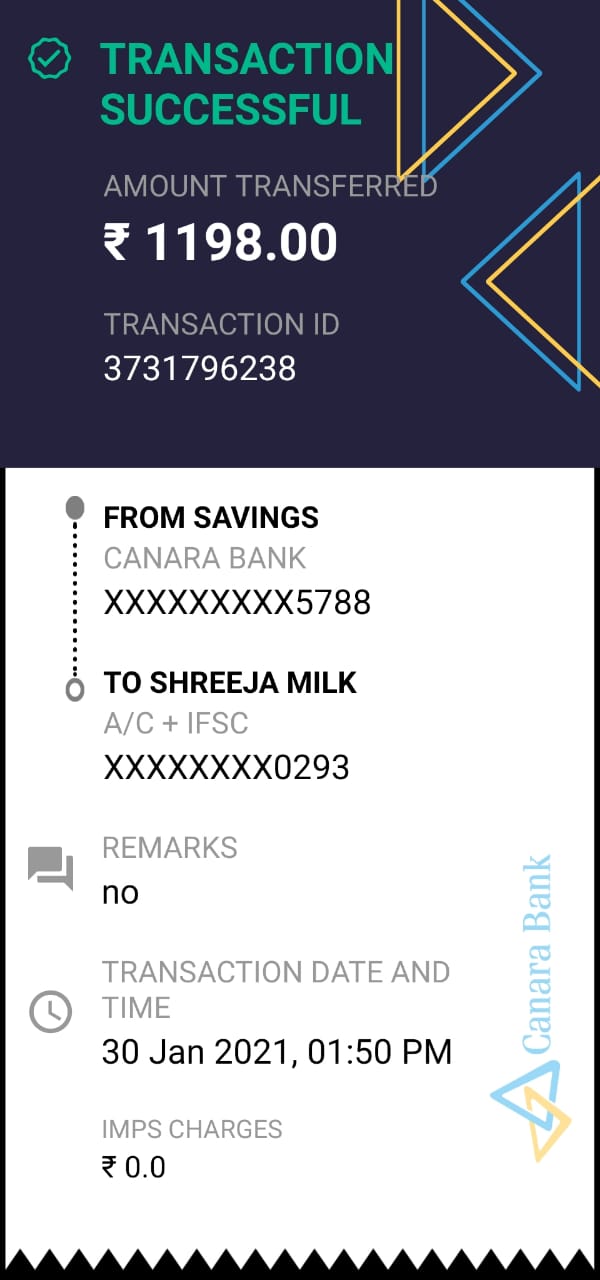 TRANSACTION
SUCCESSFUL
AMOUNT TRANSFERRED
₹ 1198.00
TRANSACTION ID
3731796238
FROM SAVINGS
CANARA BANK
XXXXXXXXX5788
TO SHREEJA MILK
A/C + IFSC
XXXXXXXX0293
REMARKS
no
TRANSACTION DATE AND
TIME
30 Jan 2021, 01:50 PM
IMPS CHARGES
₹ 0.0
Canara Bank